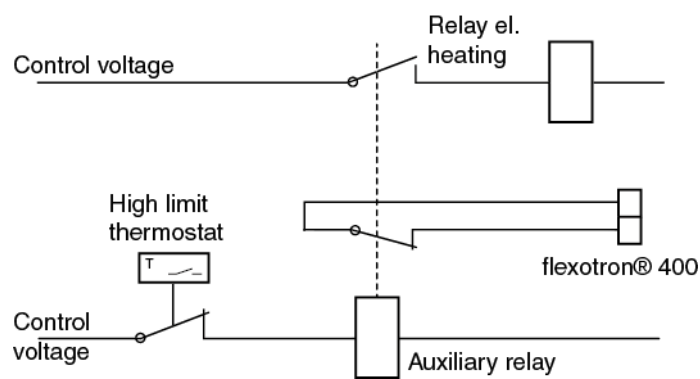 Relay el.
heating
Control voltage
High limit
thermostat
T
flexotron® 400
Control
voltage
Auxiliary relay